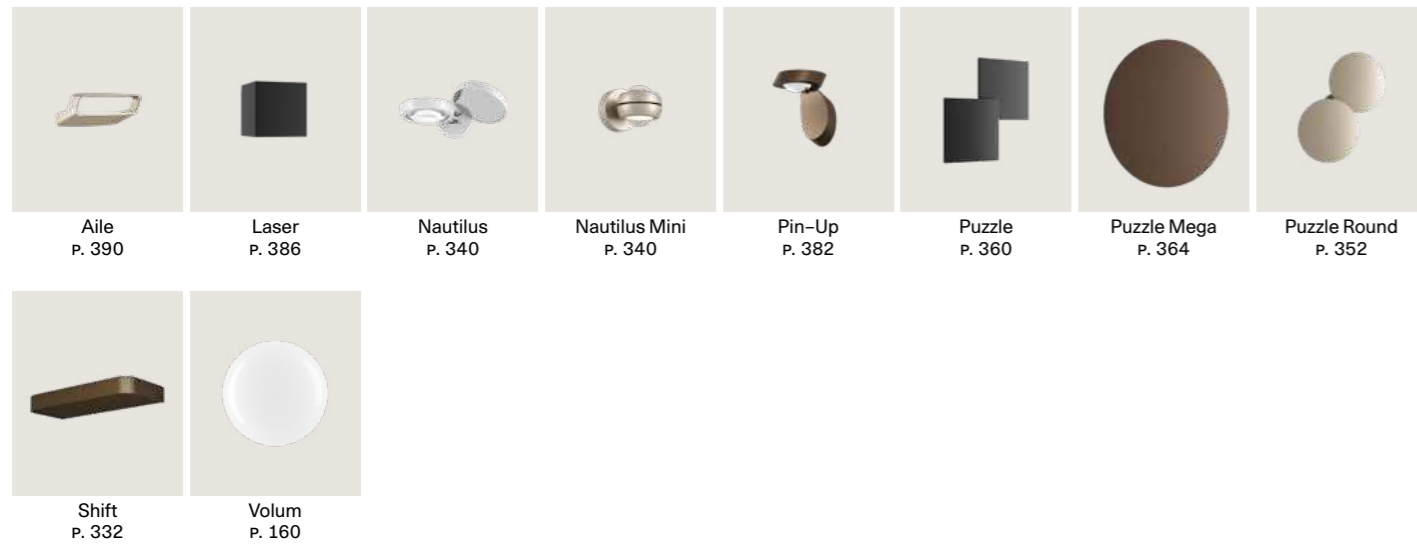 Aile
P. 390
Laser
P. 386
Nautilus
P. 340
Nautilus Mini
P. 340
Pin–Up
P. 382
Puzzle
P. 360
Puzzle Mega
P. 364
Puzzle Round
P. 352
Shift
P. 332
Volum
P. 160